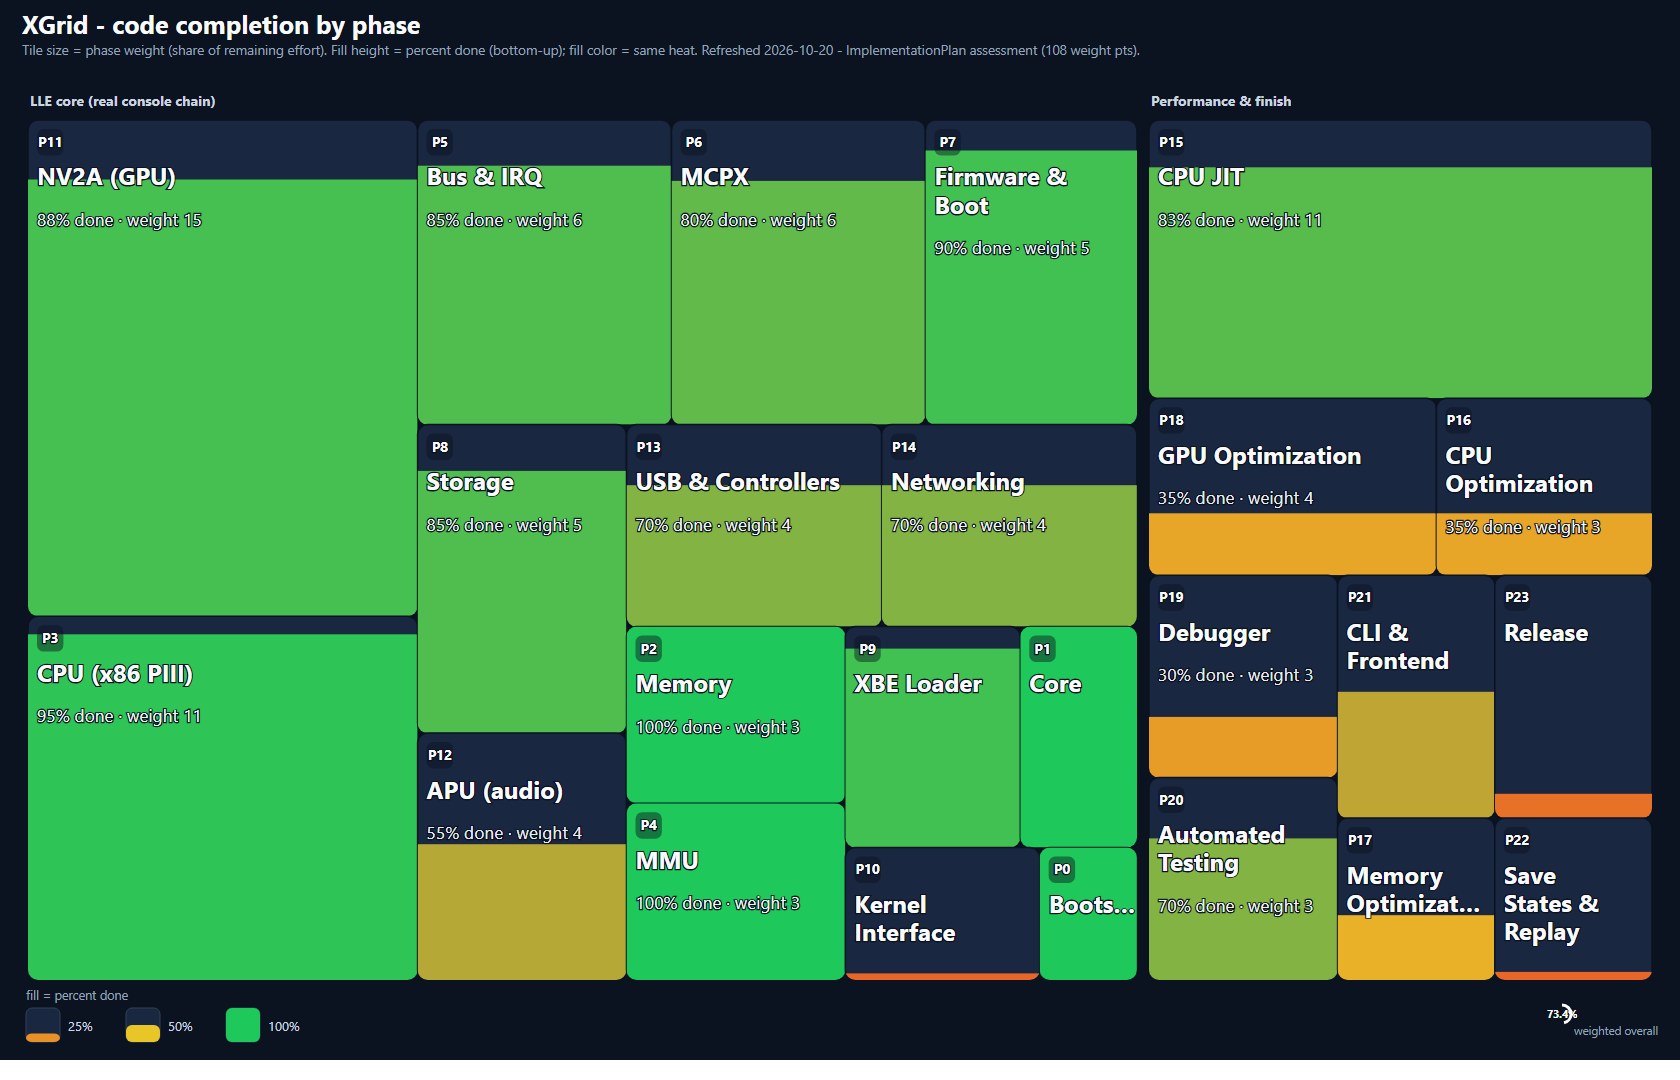 XGrid - code completion by phase
Tile size = phase weight (share of remaining effort). Fill height = percent done (bottom-up); fill color = same heat. Refreshed 2026-10-20 - ImplementationPlan assessment (108 weight pts).
LLE core (real console chain)
P11
NV2A (GPU)
88% done · weight 15
P5
Bus & IRQ
85% done · weight 6
P6
MCPX
80% done · weight 6
P7
Firmware &
Boot
90% done · weight 5
P8
Storage
85% done · weight 5
P13
USB & Controllers
70% done · weight 4
P14
Networking
70% done · weight 4
P3
CPU (x86 PIII)
95% done · weight 11
P12
APU (audio)
55% done · weight 4
P2
Memory
100% done · weight 3
P9
XBE Loader
P1
Core
P4
MMU
100% done · weight 3
P10
Kernel
Interface
P0
Boots...
Performance & finish
P15
CPU JIT
83% done · weight 11
P18
GPU Optimization
35% done · weight 4
P16
CPU
Optimization
35% done · weight 3
P19
Debugger
30% done · weight 3
P21
CLI &
Frontend
P23
Release
P20
Automated
Testing
70% done · weight 3
P17
Memory
Optimizat...
P22
Save
States &
Replay
fill = percent done
25%
50%
100%
73.4%
weighted overall